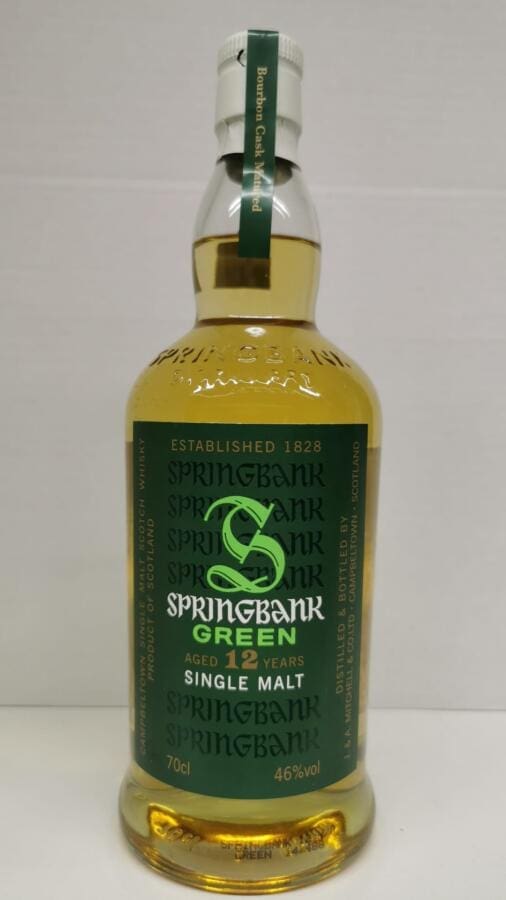 Bourbon Cask Matured
SPRINGBANK
ESTABLISHED 1828
SPRINGBANK
SPRINGBANK
SPRINGBANK
SPRINGBANK
S
SPRINGBANK
GREEN
AGED 12 YEARS
SINGLE MALT
SPRINGBANK
SPRINGBANK
70cl
46%vol
CAMPBELTOWN SINGLE MALT SCOTCH WHISKY
PRODUCT OF SCOTLAND
DISTILLED & BOTTLED BY
J. & A. MITCHELL & CO.LTD · CAMPBELTOWN · SCOTLAND
SPRINGBANK
GREEN